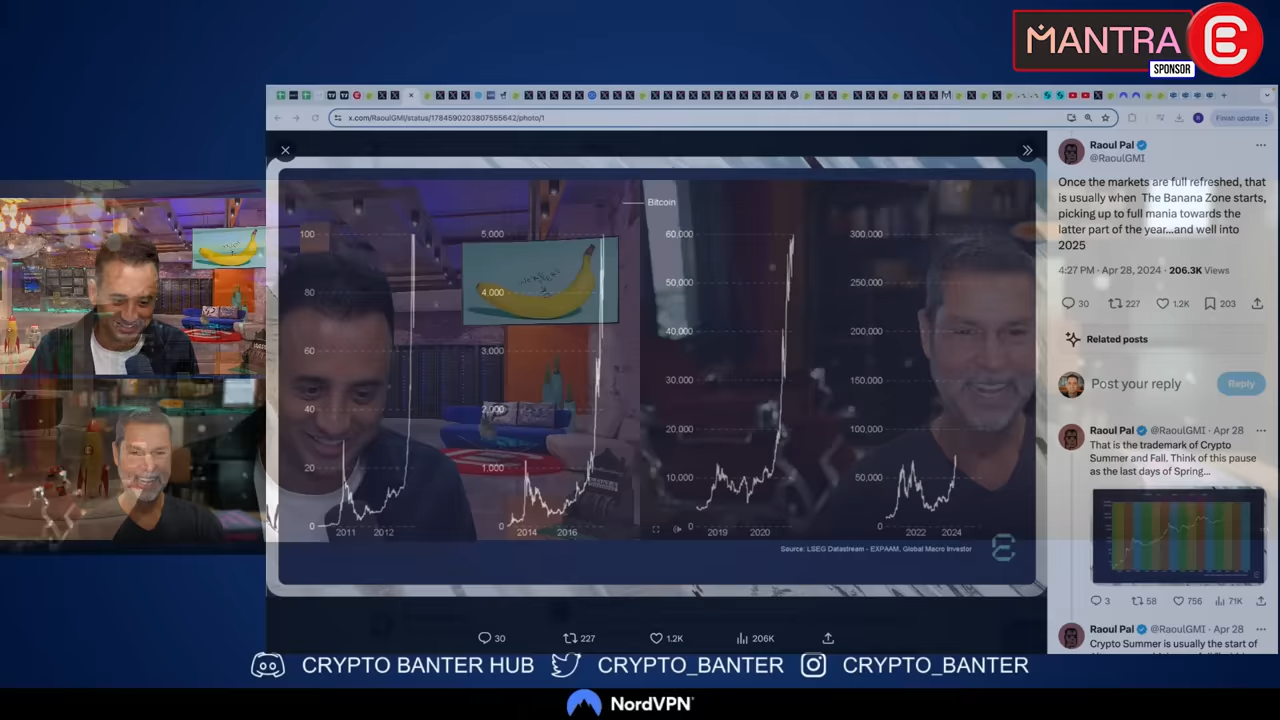 MANTRA
SPONSOR
x.com/RaoulGMI/status/1784590203807555642/photo/1
Finish update
Raoul Pal
@RaoulGMI
Once the markets are full refreshed, that
is usually when The Banana Zone starts,
picking up to full mania towards the
latter part of the year...and well into
2025
4:27 PM · Apr 28, 2024 · 206.3K Views
30 227 1.2K 203
Related posts
Post your reply
Reply
Raoul Pal @RaoulGMI · Apr 28
That is the trademark of Crypto
Summer and Fall. Think of this pause
as the last days of Spring...
3 58 756 71K
Raoul Pal @RaoulGMI · Apr 28
Crypto Summer is usually the start of
Bitcoin
100 5,000 60,000 300,000
80 4,000 50,000 200,000
60 3,000 40,000 150,000
40 2,000 30,000 100,000
20 1,000 20,000 50,000
0 0 10,000 0
0
2011 2012 2014 2016 2019 2020 2022 2024
Source: LSEG Datastream - EXPAAM, Global Macro Investor
30 227 1.2K 206K
CRYPTO BANTER HUB CRYPTO_BANTER CRYPTO_BANTER
NordVPN